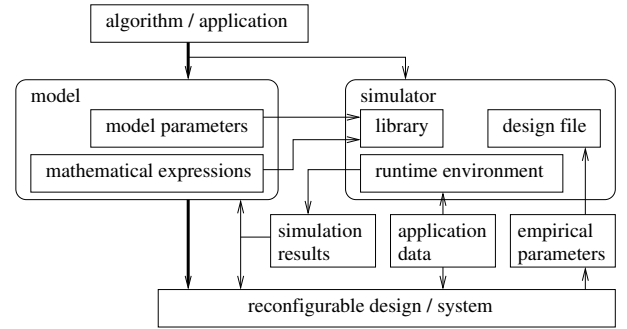 algorithm / application
model
simulator
model parameters
library
design file
mathematical expressions
runtime environment
simulation
results
application
data
empirical
parameters
reconfigurable design / system